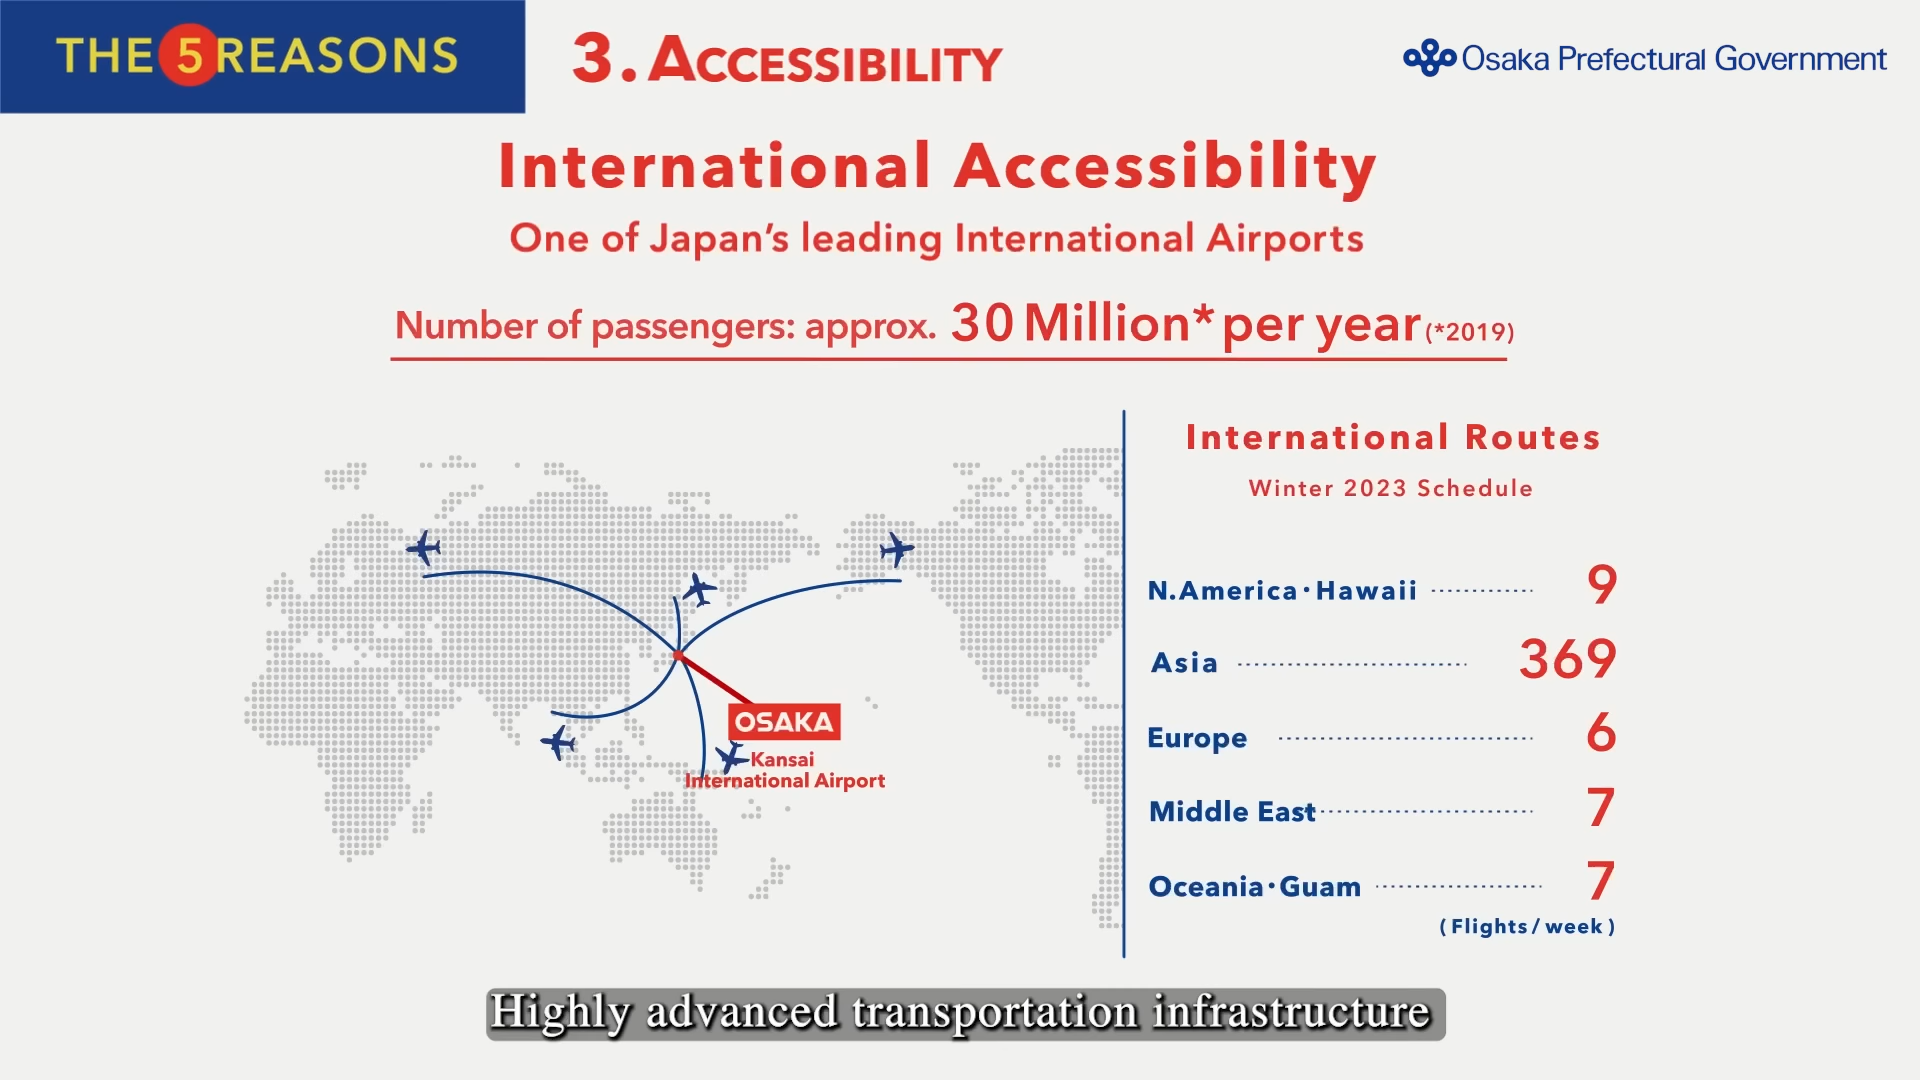 THE 5 REASONS
3. ACCESSIBILITY
Osaka Prefectural Government
International Accessibility
One of Japan's leading International Airports
Number of passengers: approx. 30 Million* per year (*2019)
OSAKA
Kansai
International Airport
International Routes
Winter 2023 Schedule
N.America・Hawaii 9
Asia 369
Europe 6
Middle East 7
Oceania・Guam 7
(Flights/week)
Highly advanced transportation infrastructure